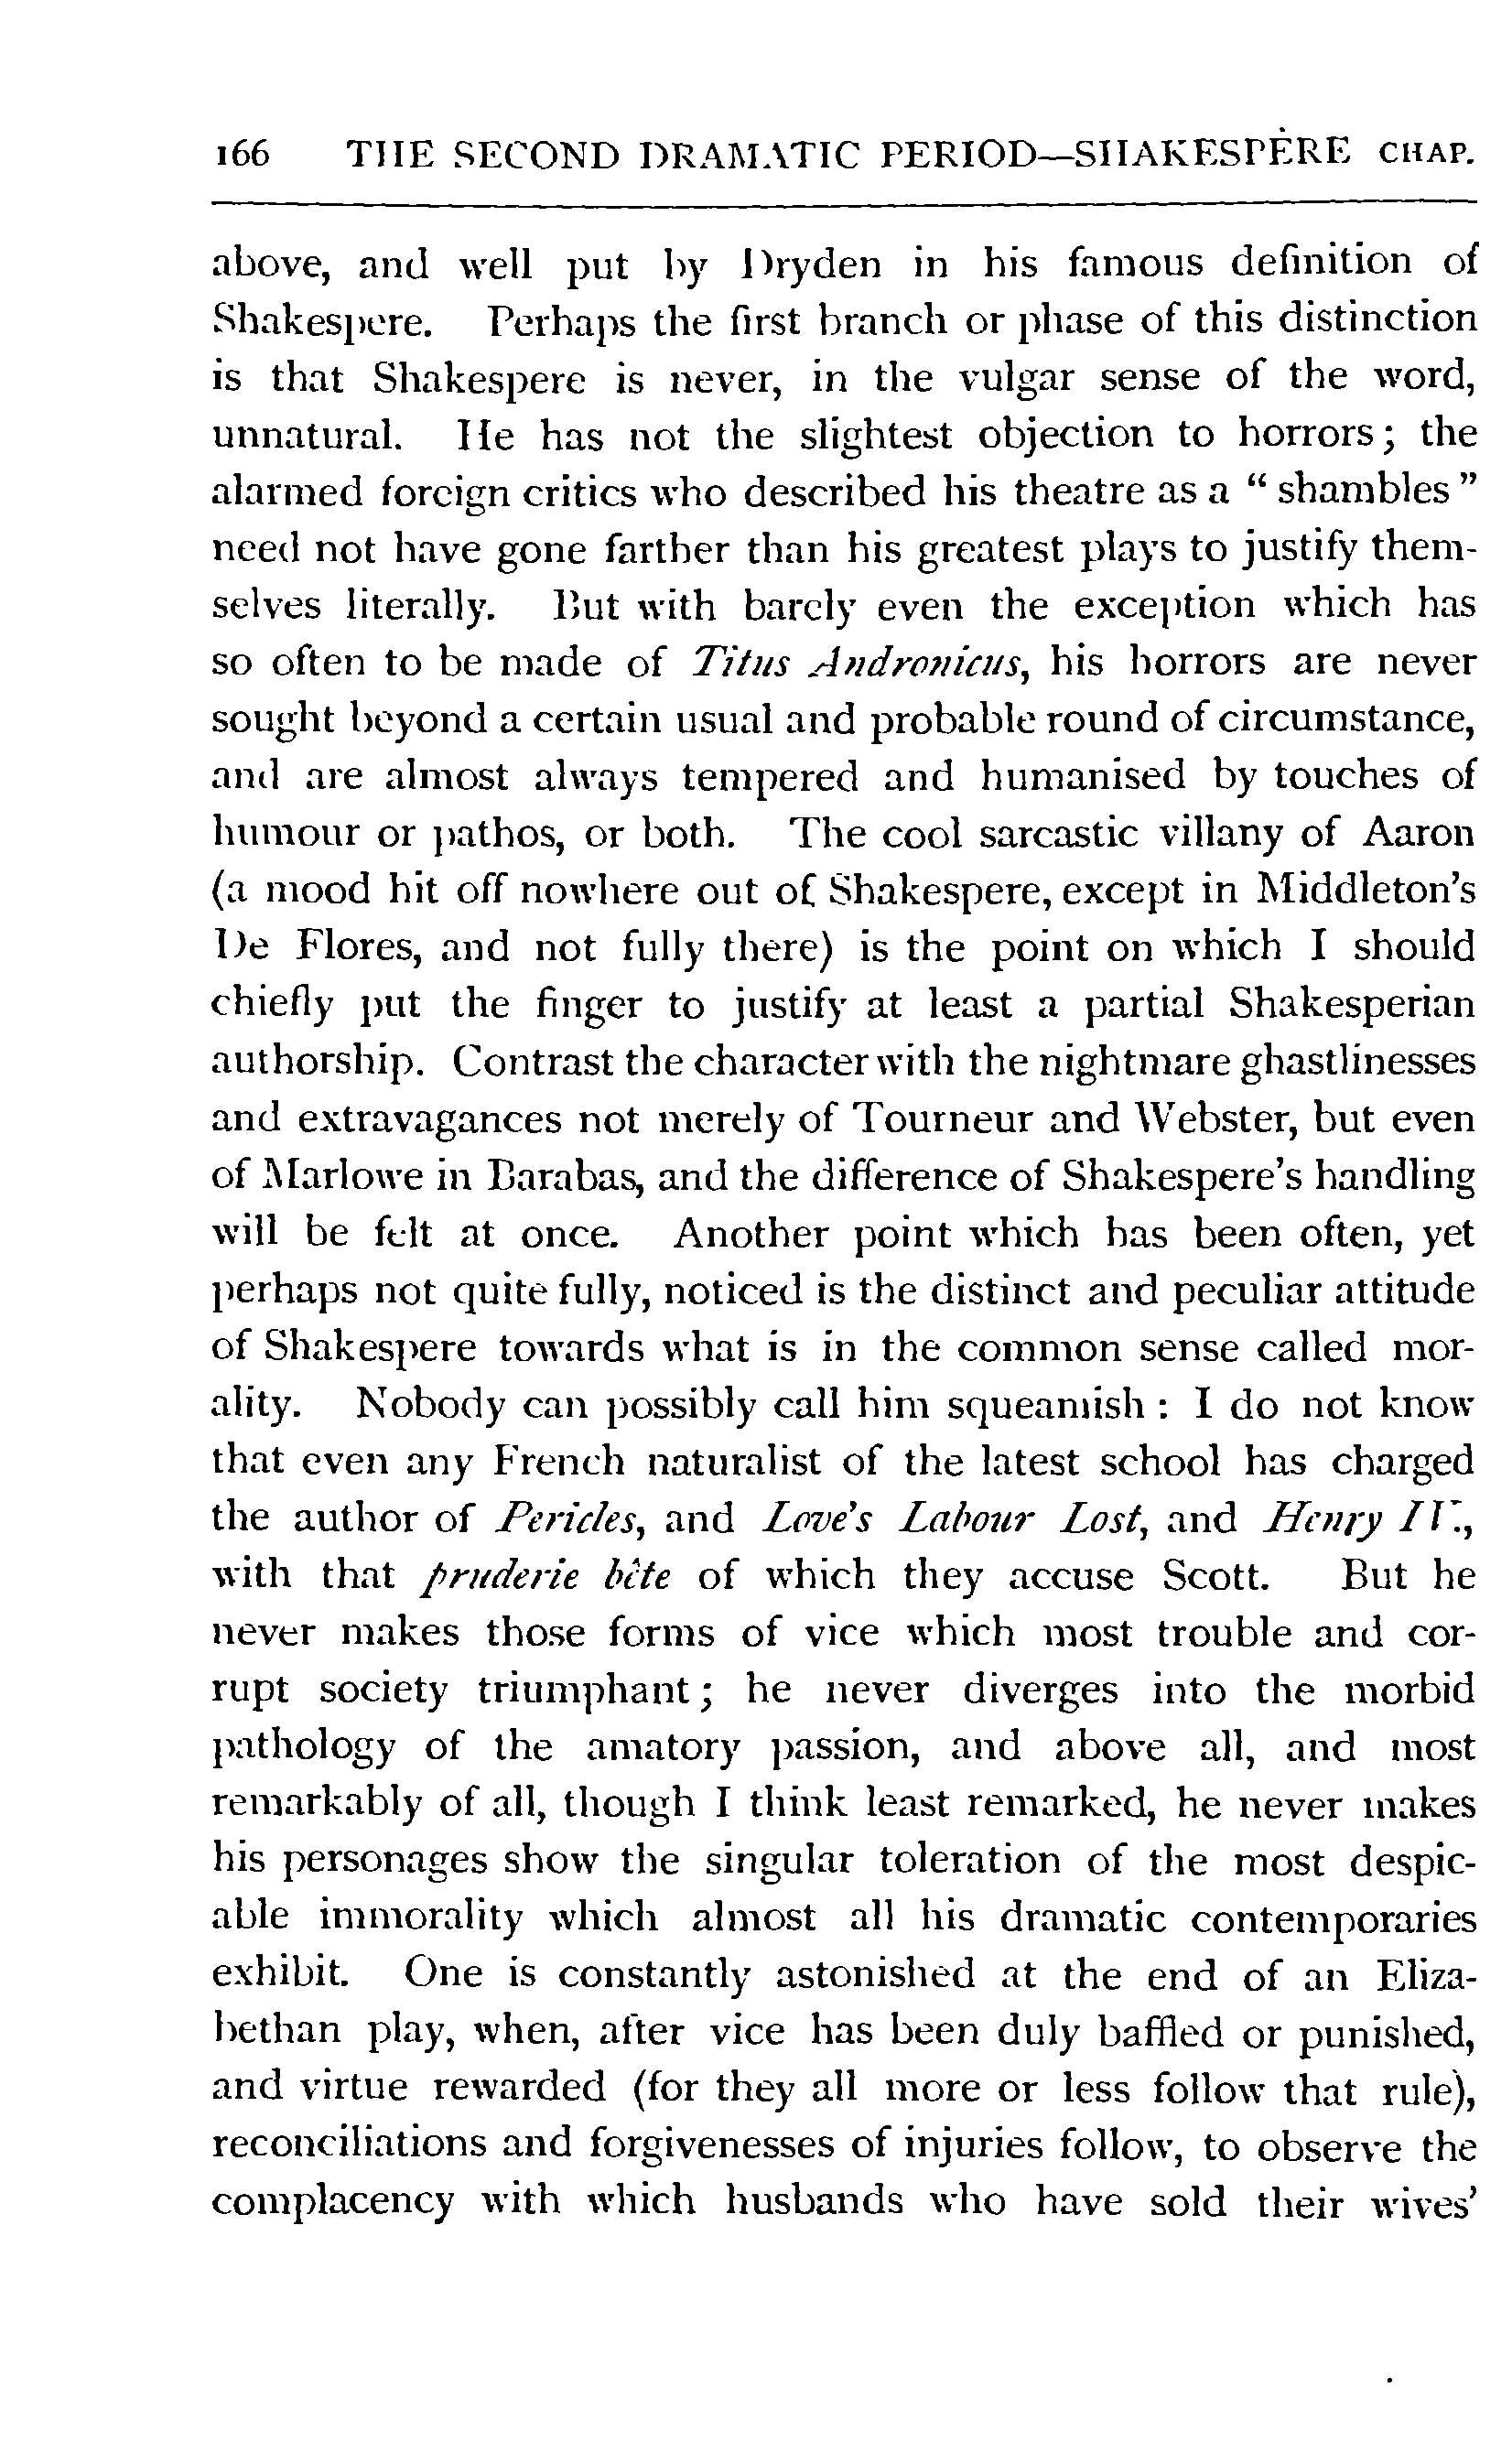 166 THE SECOND DRAMATIC PERIOD—SHAKESPERE CHAP.
above, and well put by Dryden in his famous definition of
Shakespere. Perhaps the first branch or phase of this distinction
is that Shakespere is never, in the vulgar sense of the word,
unnatural. He has not the slightest objection to horrors; the
alarmed foreign critics who described his theatre as a “ shambles ”
need not have gone farther than his greatest plays to justify them-
selves literally. But with barely even the exception which has
so often to be made of Titus Andronicus, his horrors are never
sought beyond a certain usual and probable round of circumstance,
and are almost always tempered and humanised by touches of
humour or pathos, or both. The cool sarcastic villany of Aaron
(a mood hit off nowhere out of Shakespere, except in Middleton's
De Flores, and not fully there) is the point on which I should
chiefly put the finger to justify at least a partial Shakesperian
authorship. Contrast the character with the nightmare ghastlinesses
and extravagances not merely of Tourneur and Webster, but even
of Marlowe in Barabas, and the difference of Shakespere's handling
will be felt at once. Another point which has been often, yet
perhaps not quite fully, noticed is the distinct and peculiar attitude
of Shakespere towards what is in the common sense called mor-
ality. Nobody can possibly call him squeamish : I do not know
that even any French naturalist of the latest school has charged
the author of Pericles, and Love's Labour Lost, and Henry IV.,
with that pruderie bête of which they accuse Scott. But he
never makes those forms of vice which most trouble and cor-
rupt society triumphant; he never diverges into the morbid
pathology of the amatory passion, and above all, and most
remarkably of all, though I think least remarked, he never makes
his personages show the singular toleration of the most despic-
able immorality which almost all his dramatic contemporaries
exhibit. One is constantly astonished at the end of an Eliza-
bethan play, when, after vice has been duly baffled or punished,
and virtue rewarded (for they all more or less follow that rule),
reconciliations and forgivenesses of injuries follow, to observe the
complacency with which husbands who have sold their wives'